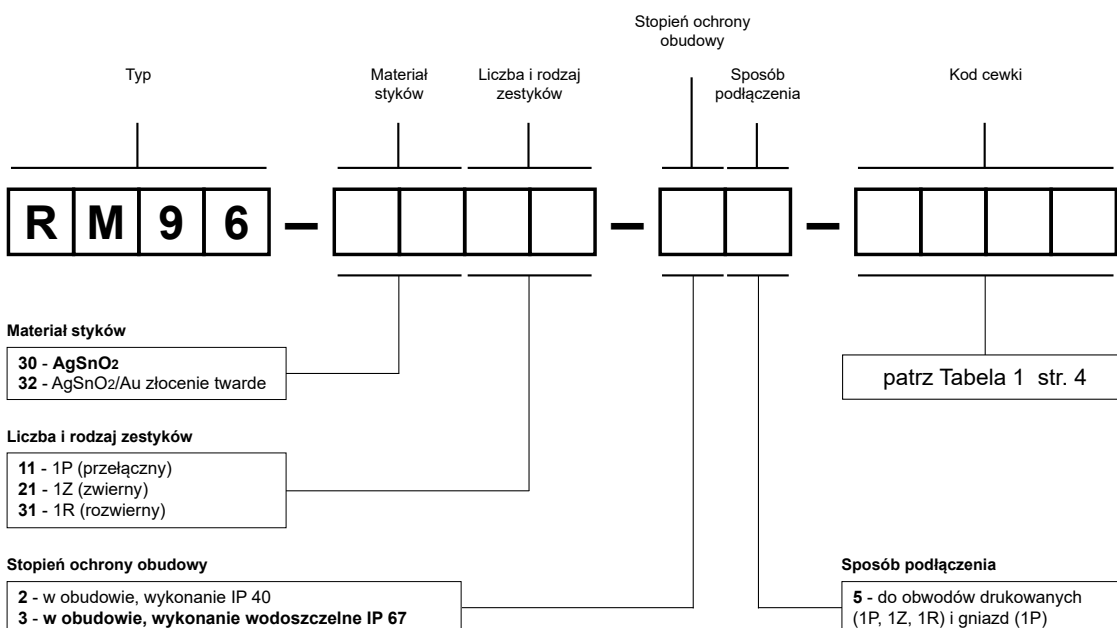 Stopień ochrony
obudowy
Typ
Materiał
styków
Liczba i rodzaj
zestyków
Sposób
podłączenia
Kod cewki
R M 9 6 – – –
Materiał styków
30 - AgSnO2
32 - AgSnO2/Au złocenie twarde
patrz Tabela 1 str. 4
Liczba i rodzaj zestyków
11 - 1P (przełączny)
21 - 1Z (zwierny)
31 - 1R (rozwierny)
Stopień ochrony obudowy
2 - w obudowie, wykonanie IP 40
3 - w obudowie, wykonanie wodoszczelne IP 67
Sposób podłączenia
5 - do obwodów drukowanych
(1P, 1Z, 1R) i gniazd (1P)